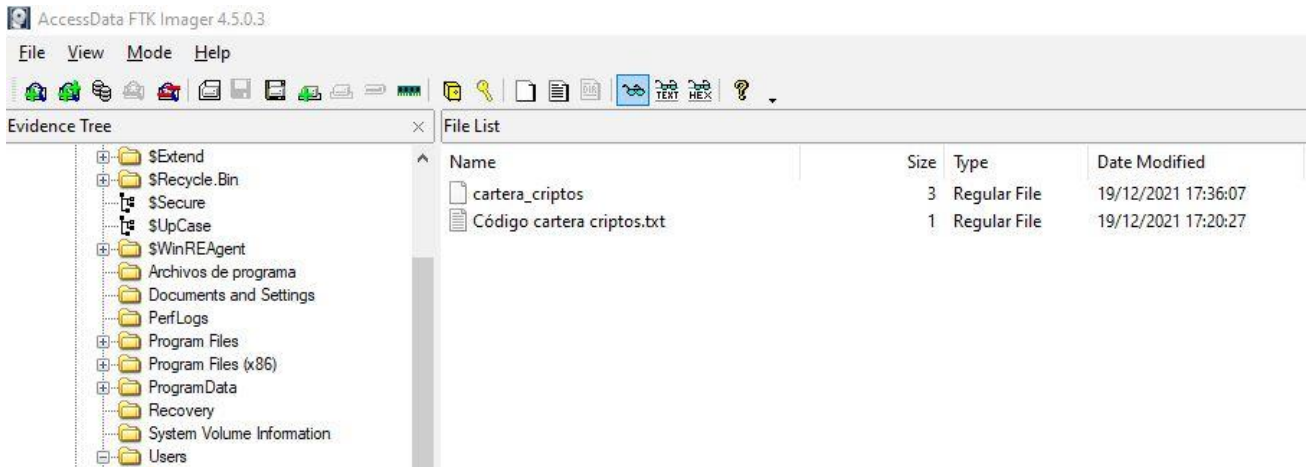 AccessData FTK Imager 4.5.0.3
File View Mode Help
TEXT HEX ?
Evidence Tree
$Extend
$Recycle.Bin
$Secure
$UpCase
$WinREAgent
Archivos de programa
Documents and Settings
PerfLogs
Program Files
Program Files (x86)
ProgramData
Recovery
System Volume Information
Users
File List
Name Size Type Date Modified
cartera_criptos 3 Regular File 19/12/2021 17:36:07
Código cartera criptos.txt 1 Regular File 19/12/2021 17:20:27